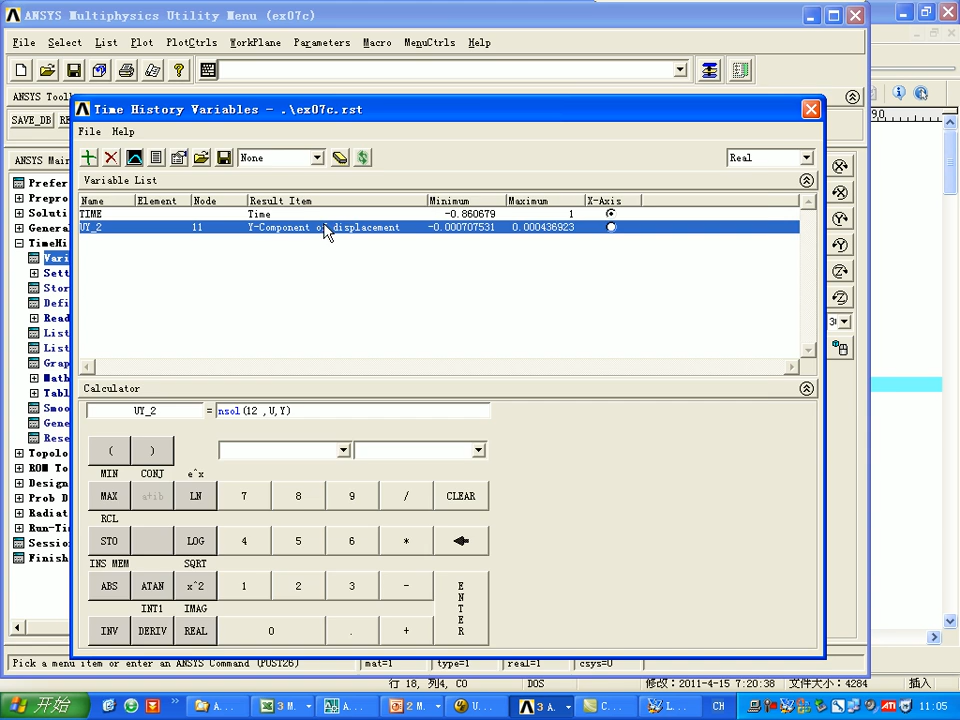 ANSYS Multiphysics Utility Menu (ex07c)
File Select List Plot PlotCtrls WorkPlane Parameters Macro MenuCtrls Help
ANSYS Tool
SAVE_DB RE
ANSYS Mai
Prefer
Prepro
Soluti
Genera
TimeHi
Vari
Sett
Stor
Defi
Read
List
List
Grap
Math
Tabl
Smoo
Gene
Rese
Topolo
ROM To
Design
Prob D
Radiat
Run-Ti
Sessio
Finish
Time History Variables - .\ex07c.rst
File Help
None
Real
Variable List
Name Element Node Result Item Minimum Maximum X-Axis
TIME Time -0.860679 1
UY_2 11 Y-Component of displacement -0.000707531 0.000436923
Calculator
UY_2 = nsol(12 ,U,Y)
( )
MIN CONJ e^x
MAX a+ib LN 7 8 9 / CLEAR
RCL
STO LOG 4 5 6 *
INS MEM SQRT
ABS ATAN x^2 1 2 3 - ENTER
INT1 IMAG
INV DERIV REAL 0 . +
Pick a menu item or enter an ANSYS Command (POST26) mat=1 type=1 real=1 csys=0
行 18, 列4, C0 DOS 修改：2011-4-15 7:20:38 文件大小：4284 插入
开始 A... 3 M. A... 2 M. U... 3 A. C... L... CH 11:05